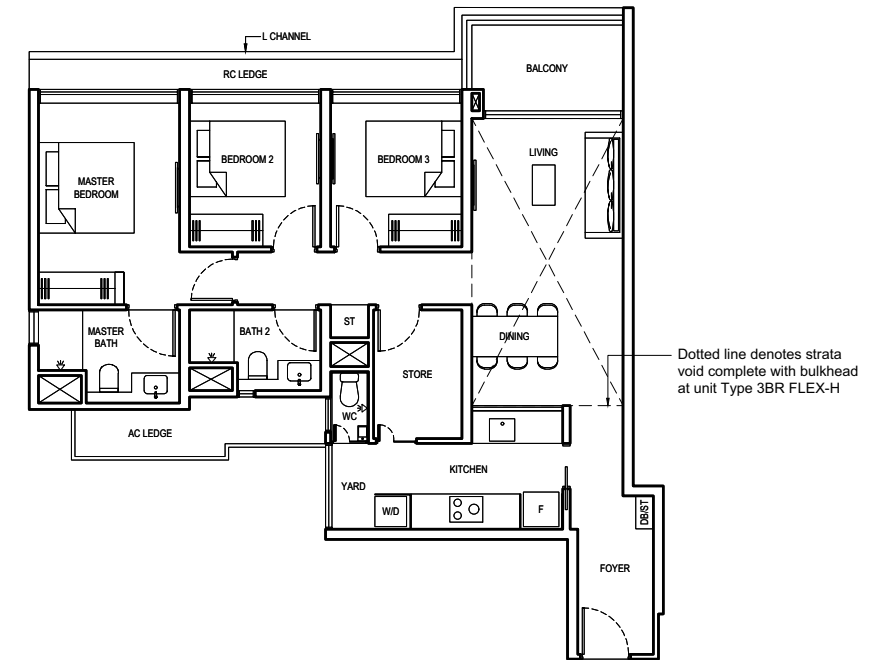 L CHANNEL
RC LEDGE
BALCONY
MASTER
BEDROOM
BEDROOM 2
BEDROOM 3
LIVING
MASTER
BATH
BATH 2
ST
STORE
DINING
Dotted line denotes strata
void complete with bulkhead
at unit Type 3BR FLEX-H
WC
AC LEDGE
KITCHEN
YARD
W/D
F
DB/ST
FOYER